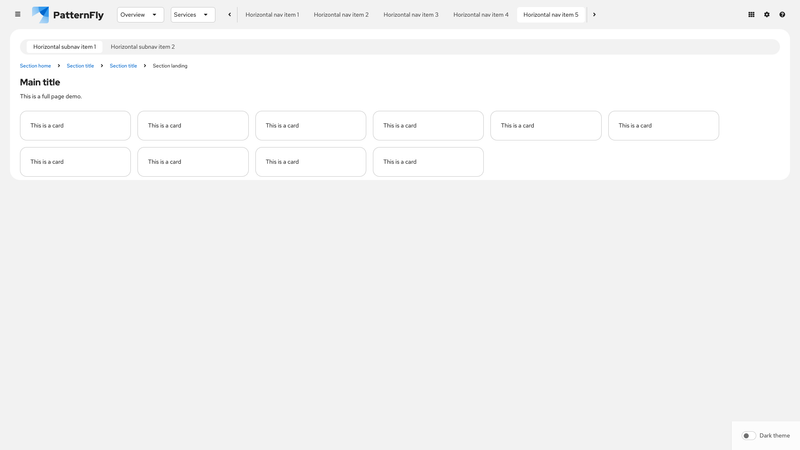 PatternFly Overview Services Horizontal nav item 1 Horizontal nav item 2 Horizontal nav item 3 Horizontal nav item 4 Horizontal nav item 5
Horizontal subnav item 1 Horizontal subnav item 2
Section home Section title Section title Section landing
Main title
This is a full page demo.
This is a card This is a card This is a card This is a card This is a card This is a card
This is a card This is a card This is a card This is a card
Dark theme